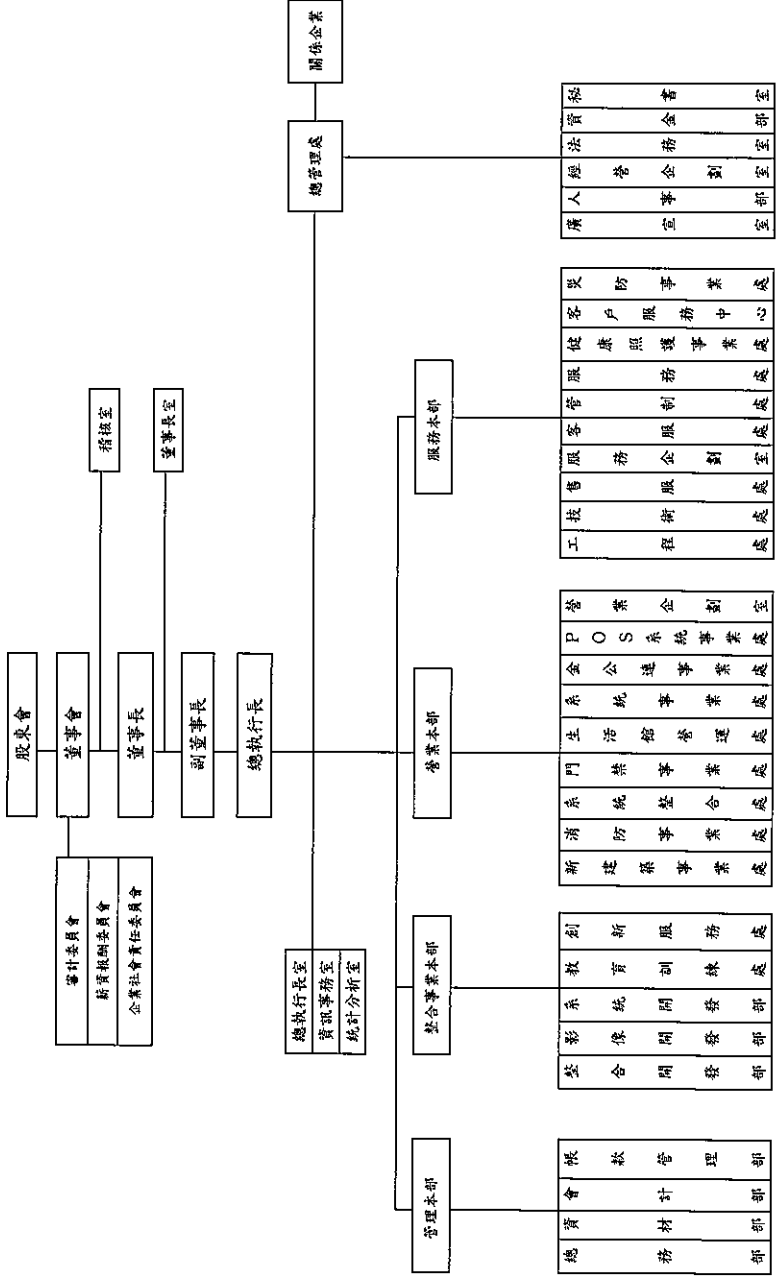 股東會
董事會
審計委員會
薪資報酬委員會
企業社會責任委員會
稽核室
董事長
董事長室
副董事長
總執行長
總執行長室
資訊事務室
統計分析室
總管理處
關係企業
管理本部
整合事業本部
營業本部
服務本部
總務部
資材部
會計部
帳款管理部
整合開發部
影像開發部
系統開發部
教育訓練處
創新服務處
新建築事業處
消防事業處
系統整合處
門禁事業處
生活館營運處
系統事業處
金公連事業處
POS系統事業處
營業企劃室
工程處
技術處
售服處
服務企劃室
客服處
管制處
服務處
健康照護事業處
客戶服務中心
災防事業處
廣宣室
人事部
經營企劃室
法務室
資金部
秘書室